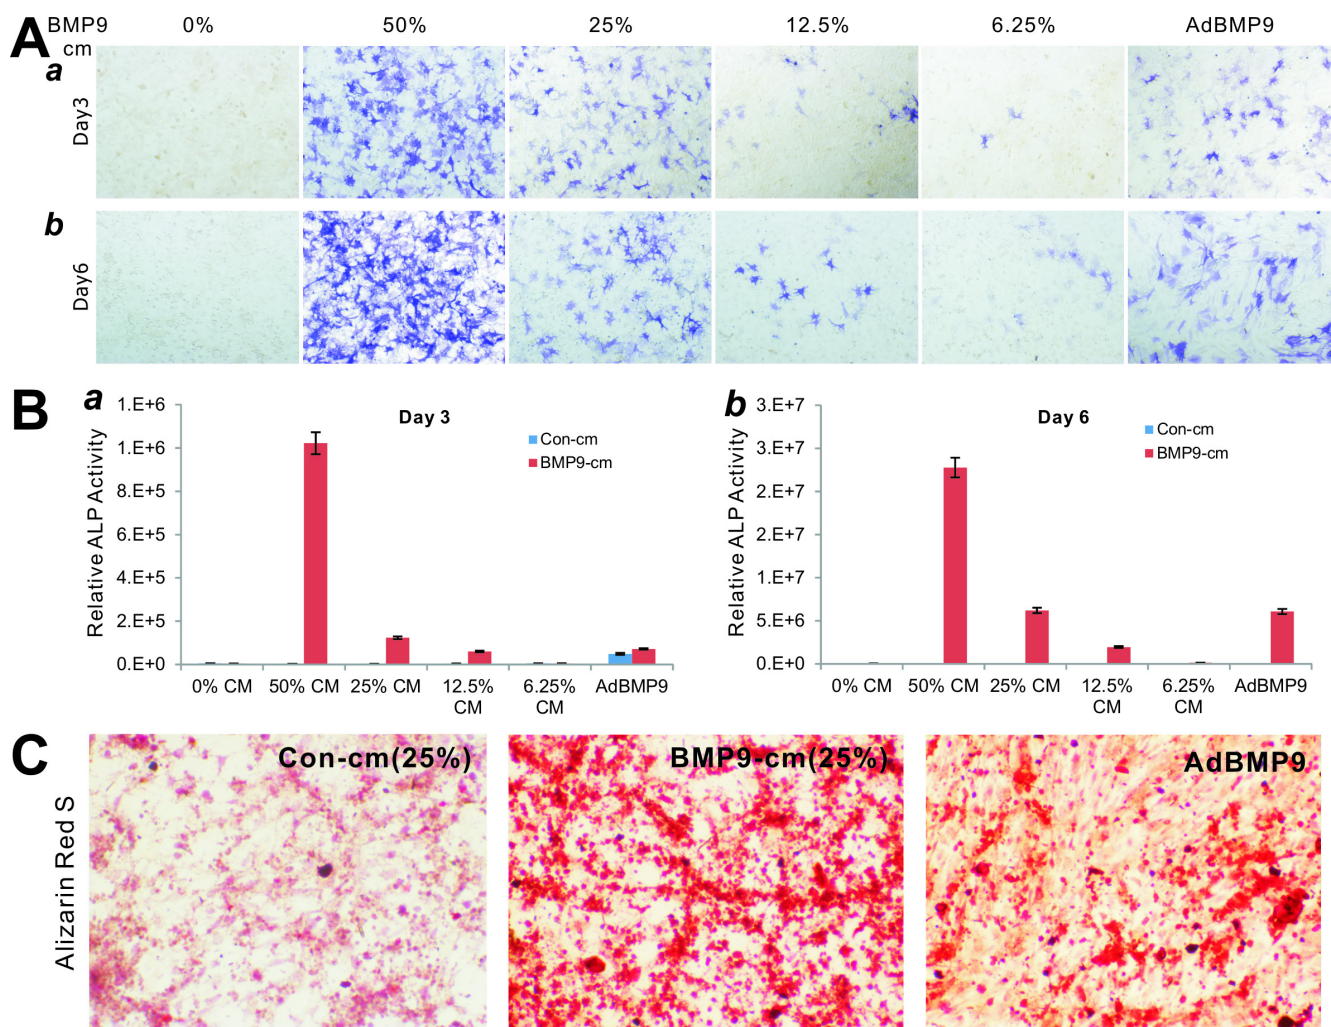 A
BMP9 cm
0%
50%
25%
12.5%
6.25%
AdBMP9
a
Day3
b
Day6
B
a
Day 3
Con-cm
BMP9-cm
Relative ALP Activity
1.E+6
1.E+6
8.E+5
6.E+5
4.E+5
2.E+5
0.E+0
0% CM
50% CM
25% CM
12.5% CM
6.25% CM
AdBMP9
b
Day 6
Con-cm
BMP9-cm
Relative ALP Activity
3.E+7
3.E+7
2.E+7
2.E+7
1.E+7
5.E+6
0.E+0
0% CM
50% CM
25% CM
12.5% CM
6.25% CM
AdBMP9
C
Alizarin Red S
Con-cm(25%)
BMP9-cm(25%)
AdBMP9